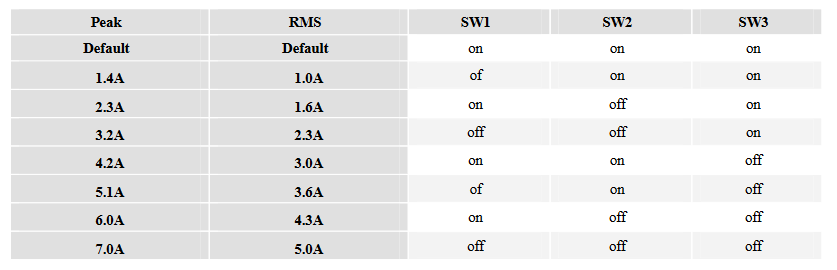 Peak RMS SW1 SW2 SW3
Default Default on on on
1.4A 1.0A of on on
2.3A 1.6A on off on
3.2A 2.3A off off on
4.2A 3.0A on on off
5.1A 3.6A of on off
6.0A 4.3A on off off
7.0A 5.0A off off off